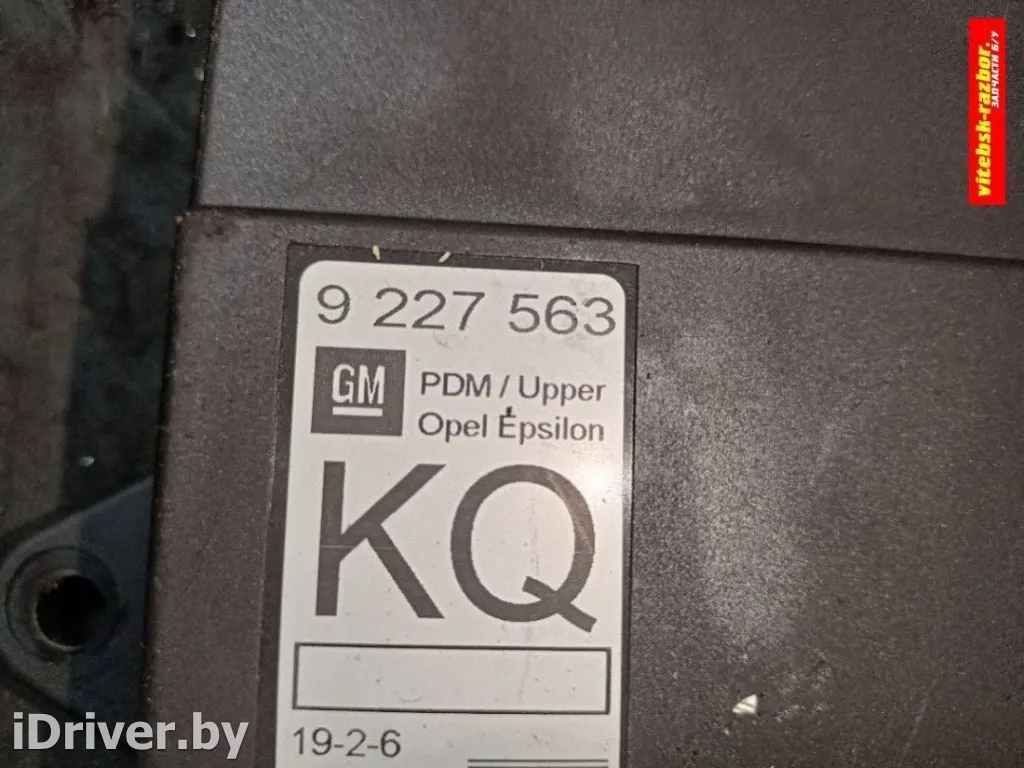 vitebsk-razbor.
ЗАПЧАСТИ Б/У
9 227 563
GM
PDM / Upper
Opel Epsilon
KQ
19-2-6
iDriver.by